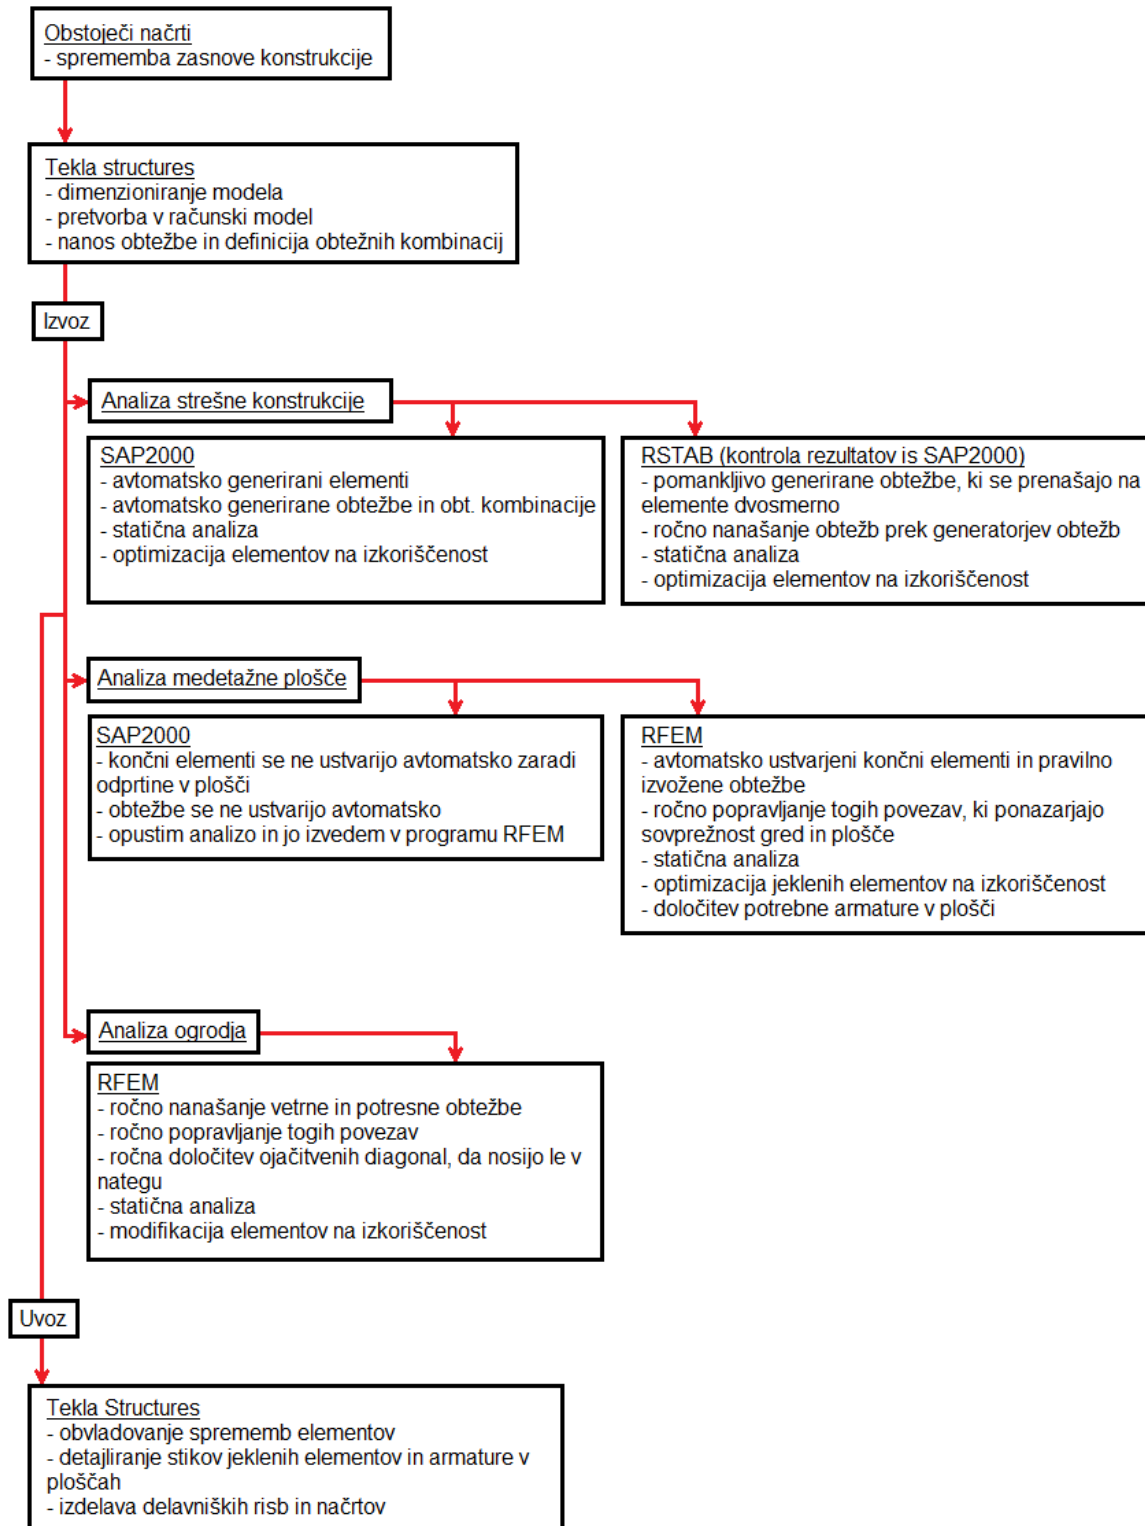 Obstoječi načrti
- sprememba zasnove konstrukcije
Tekla structures
- dimenzioniranje modela
- pretvorba v računski model
- nanos obtežbe in definicija obtežnih kombinacij
Izvoz
Analiza strešne konstrukcije
SAP2000
- avtomatsko generirani elementi
- avtomatsko generirane obtežbe in obt. kombinacije
- statična analiza
- optimizacija elementov na izkoriščenost
RSTAB (kontrola rezultatov is SAP2000)
- pomankljivo generirane obtežbe, ki se prenašajo na
elemente dvosmerno
- ročno nanašanje obtežb prek generatorjev obtežb
- statična analiza
- optimizacija elementov na izkoriščenost
Analiza medetažne plošče
SAP2000
- končni elementi se ne ustvarijo avtomatsko zaradi
odprtine v plošči
- obtežbe se ne ustvarijo avtomatsko
- opustim analizo in jo izvedem v programu RFEM
RFEM
- avtomatsko ustvarjeni končni elementi in pravilno
izvožene obtežbe
- ročno popravljanje togih povezav, ki ponazarjajo
sovprežnost gred in plošče
- statična analiza
- optimizacija jeklenih elementov na izkoriščenost
- določitev potrebne armature v plošči
Analiza ogrodja
RFEM
- ročno nanašanje vetrne in potresne obtežbe
- ročno popravljanje togih povezav
- ročna določitev ojačitvenih diagonal, da nosijo le v
nategu
- statična analiza
- modifikacija elementov na izkoriščenost
Uvoz
Tekla Structures
- obvladovanje sprememb elementov
- detajliranje stikov jeklenih elementov in armature v
ploščah
- izdelava delavniških risb in načrtov